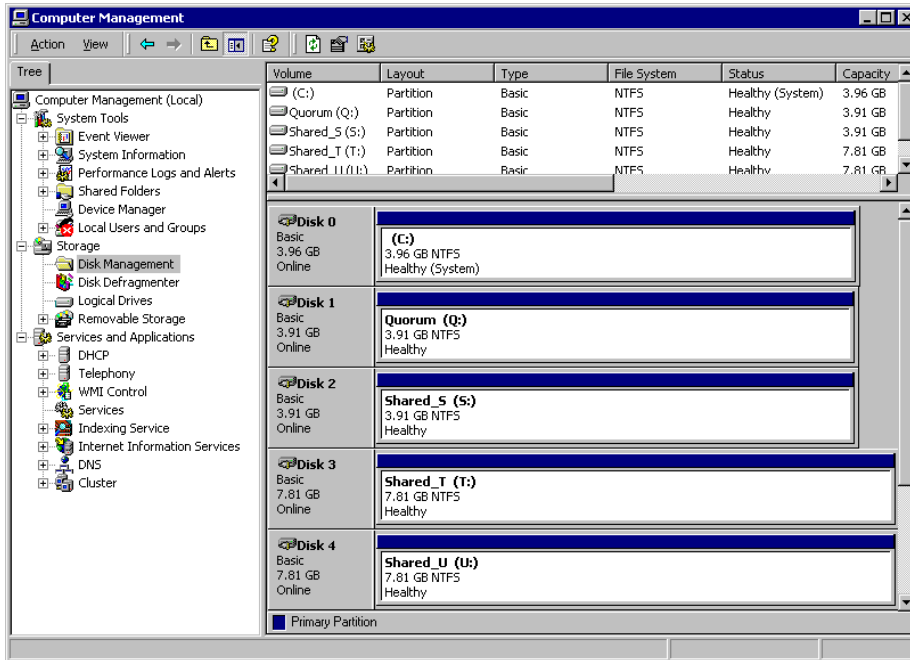 Computer Management
Action View
Tree
Computer Management (Local)
System Tools
Event Viewer
System Information
Performance Logs and Alerts
Shared Folders
Device Manager
Local Users and Groups
Storage
Disk Management
Disk Defragmenter
Logical Drives
Removable Storage
Services and Applications
DHCP
Telephony
WMI Control
Services
Indexing Service
Internet Information Services
DNS
Cluster
Volume Layout Type File System Status Capacity
(C:) Partition Basic NTFS Healthy (System) 3.96 GB
Quorum (Q:) Partition Basic NTFS Healthy 3.91 GB
Shared_S (S:) Partition Basic NTFS Healthy 3.91 GB
Shared_T (T:) Partition Basic NTFS Healthy 7.81 GB
Shared_U (U:) Partition Basic NTFS Healthy 7.81 GB
Disk 0
Basic
3.96 GB
Online
(C:)
3.96 GB NTFS
Healthy (System)
Disk 1
Basic
3.91 GB
Online
Quorum (Q:)
3.91 GB NTFS
Healthy
Disk 2
Basic
3.91 GB
Online
Shared_S (S:)
3.91 GB NTFS
Healthy
Disk 3
Basic
7.81 GB
Online
Shared_T (T:)
7.81 GB NTFS
Healthy
Disk 4
Basic
7.81 GB
Online
Shared_U (U:)
7.81 GB NTFS
Healthy
Primary Partition